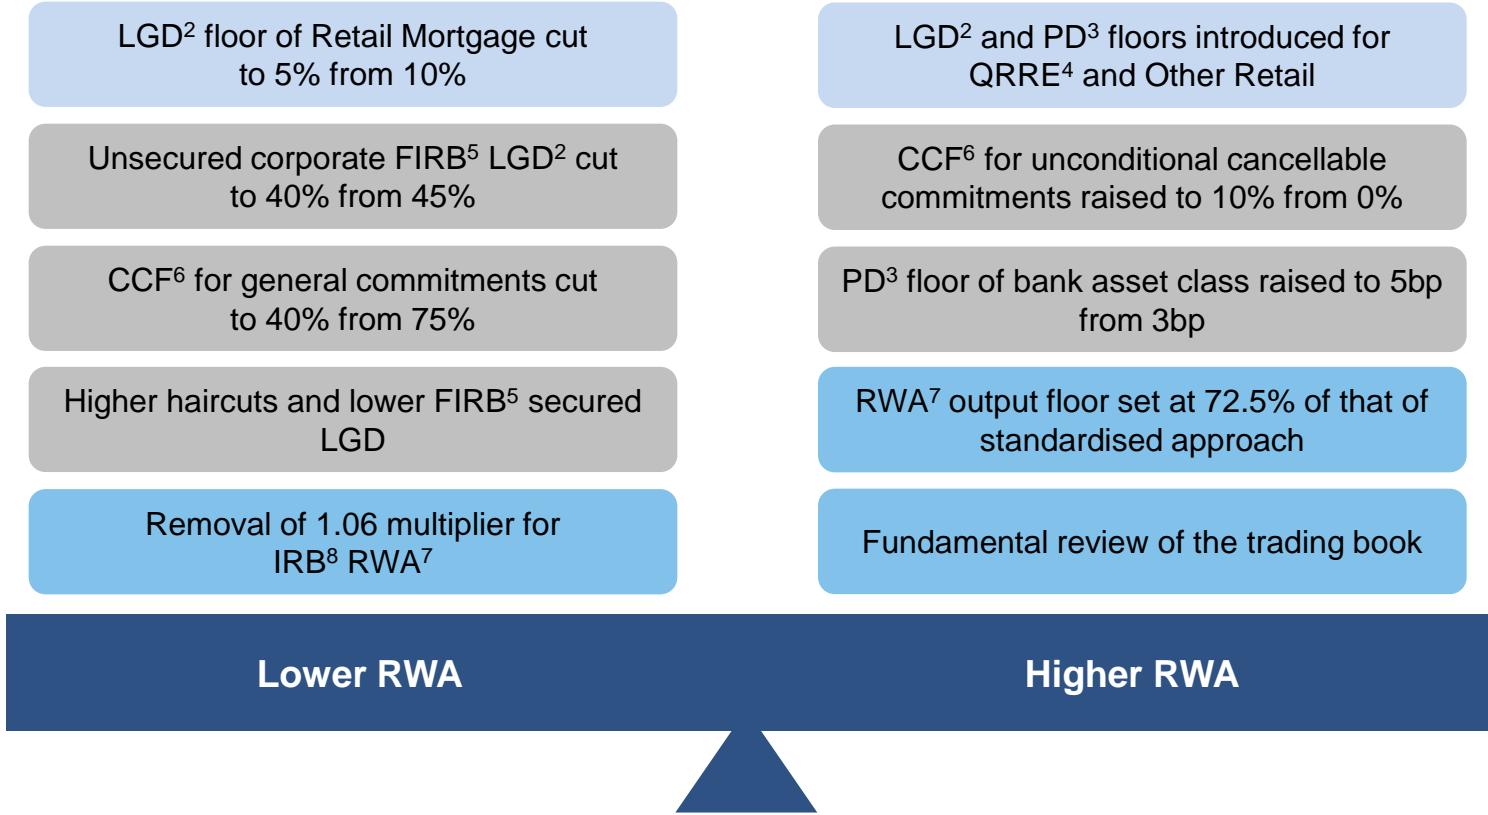 LGD² floor of Retail Mortgage cut
to 5% from 10%
Unsecured corporate FIRB⁵ LGD² cut
to 40% from 45%
CCF⁶ for general commitments cut
to 40% from 75%
Higher haircuts and lower FIRB⁵ secured
LGD
Removal of 1.06 multiplier for
IRB⁸ RWA⁷
LGD² and PD³ floors introduced for
QRRE⁴ and Other Retail
CCF⁶ for unconditional cancellable
commitments raised to 10% from 0%
PD³ floor of bank asset class raised to 5bp
from 3bp
RWA⁷ output floor set at 72.5% of that of
standardised approach
Fundamental review of the trading book
Lower RWA
Higher RWA